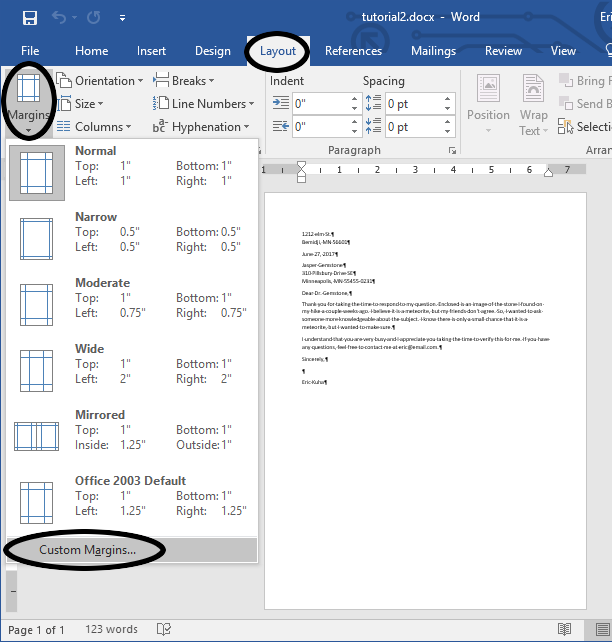 tutorial2.docx - Word
Eri
File Home Insert Design Layout References Mailings Review View
Margins
Orientation
Size
Columns
Breaks
Line Numbers
Hyphenation
Indent
0"
0"
Spacing
0 pt
0 pt
Paragraph
Position
Wrap
Text
Bring F
Send B
Selectio
Arran
Normal
Top: 1" Bottom: 1"
Left: 1" Right: 1"
Narrow
Top: 0.5" Bottom: 0.5"
Left: 0.5" Right: 0.5"
Moderate
Top: 1" Bottom: 1"
Left: 0.75" Right: 0.75"
Wide
Top: 1" Bottom: 1"
Left: 2" Right: 2"
Mirrored
Top: 1" Bottom: 1"
Inside: 1.25" Outside: 1"
Office 2003 Default
Top: 1" Bottom: 1"
Left: 1.25" Right: 1.25"
Custom Margins...
1 1 2 3 4 5 6 7
1212·elm·St.¶
Bemidji,·MN·56601¶
June·27,·2017¶
Jasper·Gemstone¶
310·Pillsbury·Drive·SE¶
Minneapolis,·MN·55455-0231¶
Dear·Dr.·Gemstone,¶
Thank·you·for·taking·the·time·to·respond·to·my·question.·Enclosed·is·an·image·of·the·stone·I·found·on·
my·hike·a·couple·weeks·ago.·I·believe·it·is·a·meteorite,·but·my·friends·don't·agree.·So,·I·wanted·to·ask·
someone·more·knowledgeable·about·the·subject.·I·know·there·is·only·a·small·chance·that·it·is·a·
meteorite,·but·I·wanted·to·make·sure.¶
I·understand·that·you·are·very·busy·and·I·appreciate·you·taking·the·time·to·verify·this·for·me.·If·you·have·
any·questions,·feel·free·to·contact·me·at·eric@email.com.¶
Sincerely,¶
¶
Eric·Kuha¶
Page 1 of 1 123 words